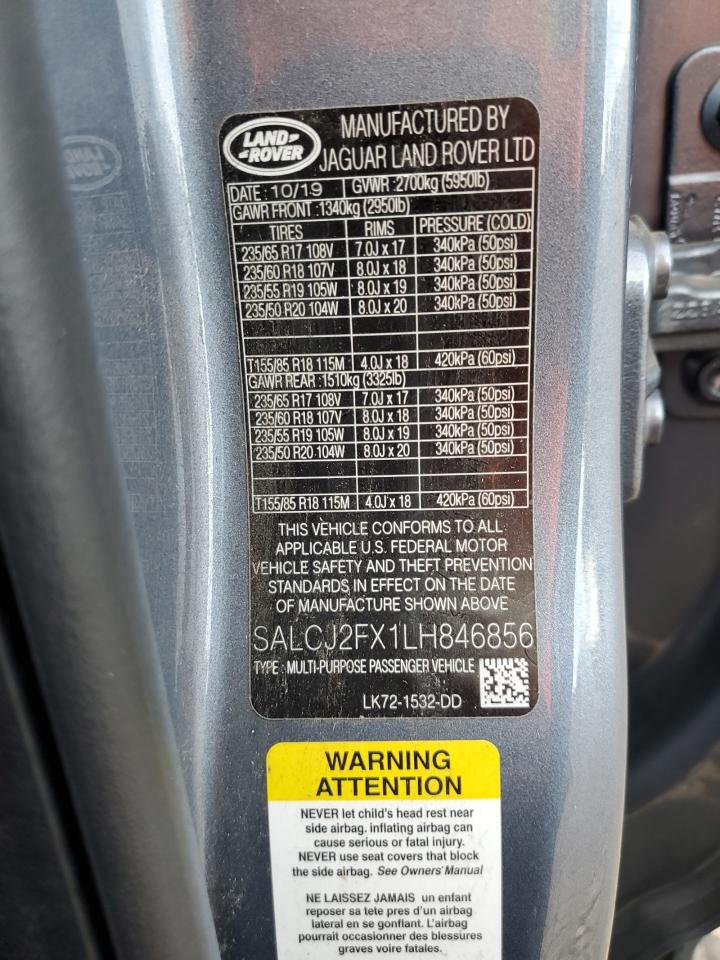 LAND-
-ROVER
MANUFACTURED BY
JAGUAR LAND ROVER LTD
DATE: 10/19 GVWR :2700kg (5950lb)
GAWR FRONT :1340kg (2950lb)
TIRES RIMS PRESSURE (COLD)
235/65 R17 108V 7.0J x 17 340kPa (50psi)
235/60 R18 107V 8.0J x 18 340kPa (50psi)
235/55 R19 105W 8.0J x 19 340kPa (50psi)
235/50 R20 104W 8.0J x 20 340kPa (50psi)
T155/85 R18 115M 4.0J x 18 420kPa (60psi)
GAWR REAR :1510kg (3325lb)
235/65 R17 108V 7.0J x 17 340kPa (50psi)
235/60 R18 107V 8.0J x 18 340kPa (50psi)
235/55 R19 105W 8.0J x 19 340kPa (50psi)
235/50 R20 104W 8.0J x 20 340kPa (50psi)
T155/85 R18 115M 4.0J x 18 420kPa (60psi)
THIS VEHICLE CONFORMS TO ALL
APPLICABLE U.S. FEDERAL MOTOR
VEHICLE SAFETY AND THEFT PREVENTION
STANDARDS IN EFFECT ON THE DATE
OF MANUFACTURE SHOWN ABOVE
SALCJ2FX1LH846856
TYPE : MULTI-PURPOSE PASSENGER VEHICLE
LK72-1532-DD
WARNING
ATTENTION
NEVER let child's head rest near
side airbag. inflating airbag can
cause serious or fatal injury.
NEVER use seat covers that block
the side airbag. See Owners' Manual
NE LAISSEZ JAMAIS un enfant
reposer sa tete pres d'un airbag
lateral en se gonflant. L'airbag
pourrait occasionner des blessures
graves voire fatales.